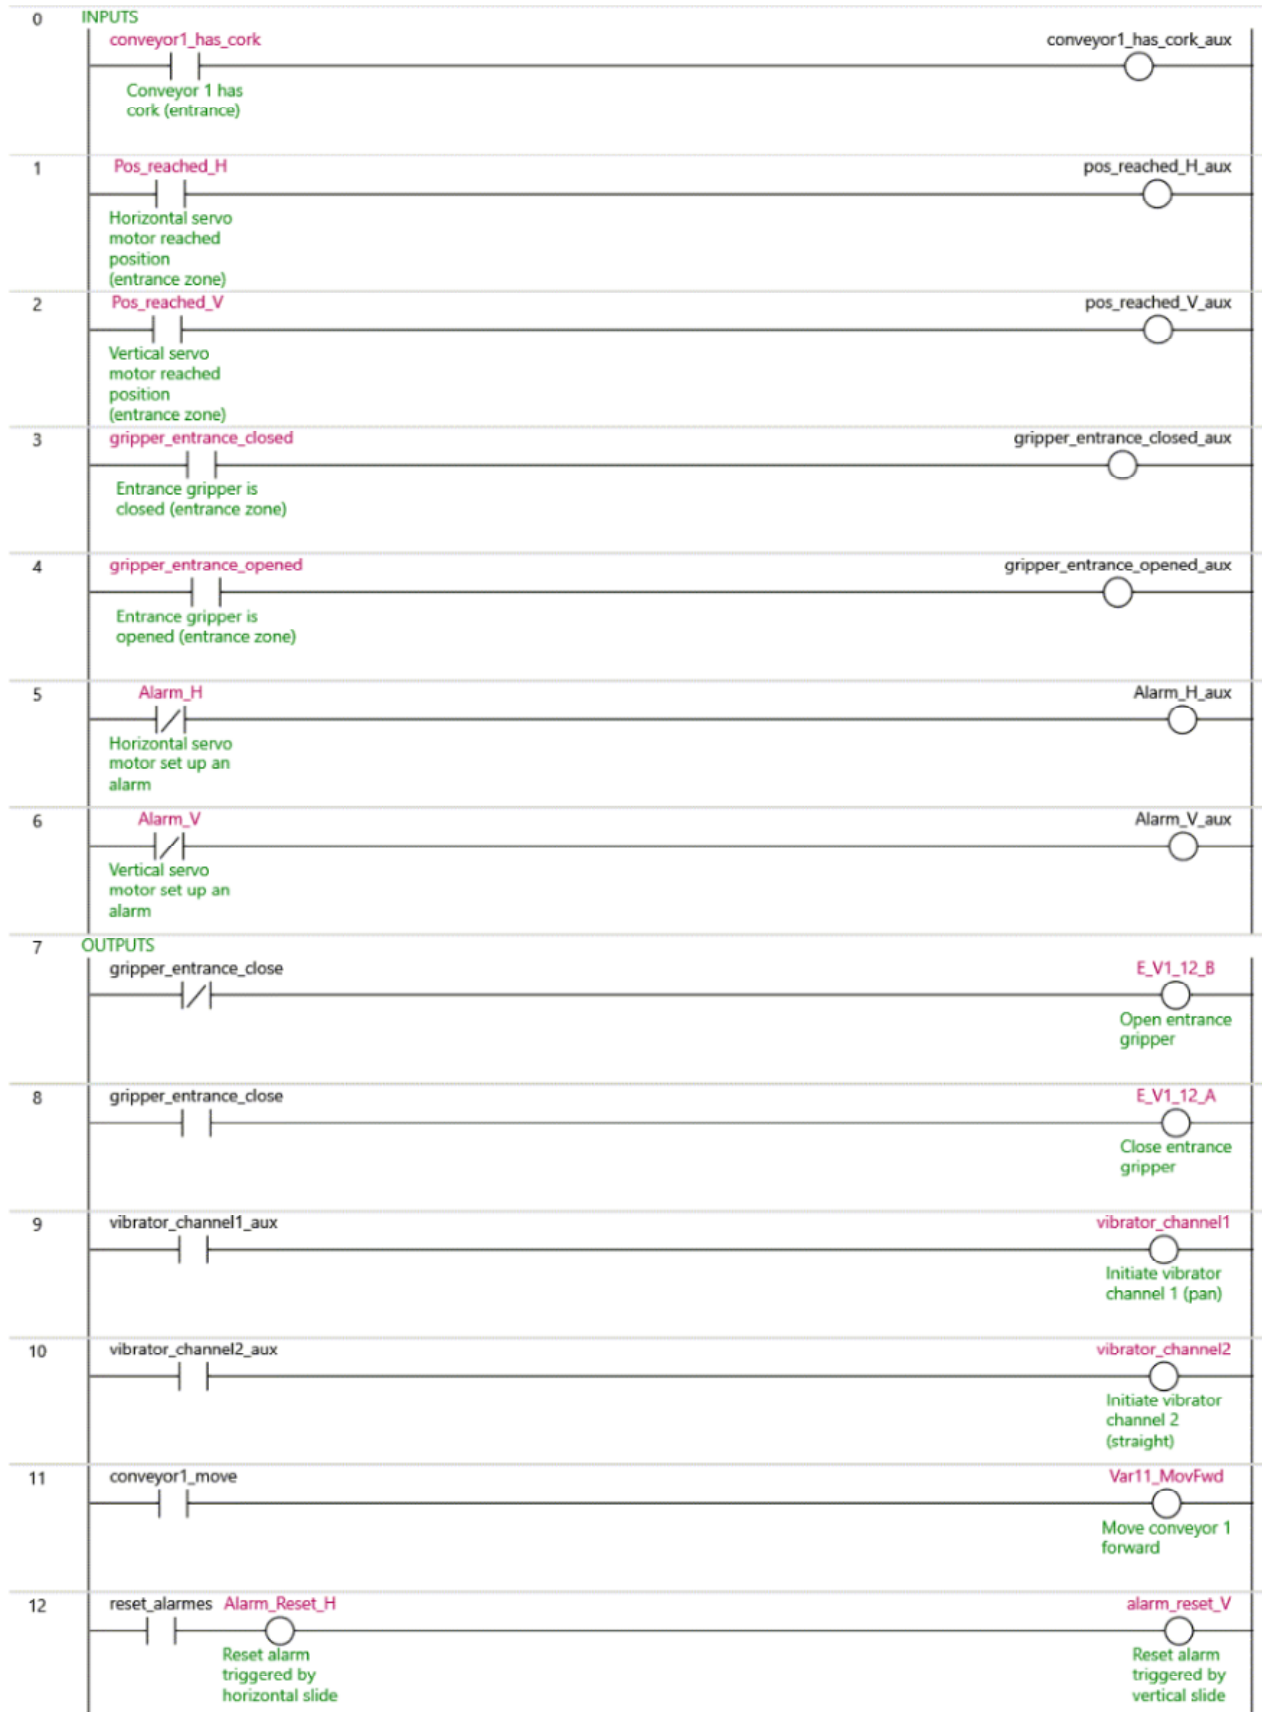 0 INPUTS
conveyor1_has_cork conveyor1_has_cork_aux
Conveyor 1 has
cork (entrance)
1 Pos_reached_H pos_reached_H_aux
Horizontal servo
motor reached
position
(entrance zone)
2 Pos_reached_V pos_reached_V_aux
Vertical servo
motor reached
position
(entrance zone)
3 gripper_entrance_closed gripper_entrance_closed_aux
Entrance gripper is
closed (entrance zone)
4 gripper_entrance_opened gripper_entrance_opened_aux
Entrance gripper is
opened (entrance zone)
5 Alarm_H Alarm_H_aux
Horizontal servo
motor set up an
alarm
6 Alarm_V Alarm_V_aux
Vertical servo
motor set up an
alarm
7 OUTPUTS
gripper_entrance_close E_V1_12_B
Open entrance
gripper
8 gripper_entrance_close E_V1_12_A
Close entrance
gripper
9 vibrator_channel1_aux vibrator_channel1
Initiate vibrator
channel 1 (pan)
10 vibrator_channel2_aux vibrator_channel2
Initiate vibrator
channel 2
(straight)
11 conveyor1_move Var11_MovFwd
Move conveyor 1
forward
12 reset_alarmes Alarm_Reset_H alarm_reset_V
Reset alarm Reset alarm
triggered by triggered by
horizontal slide vertical slide